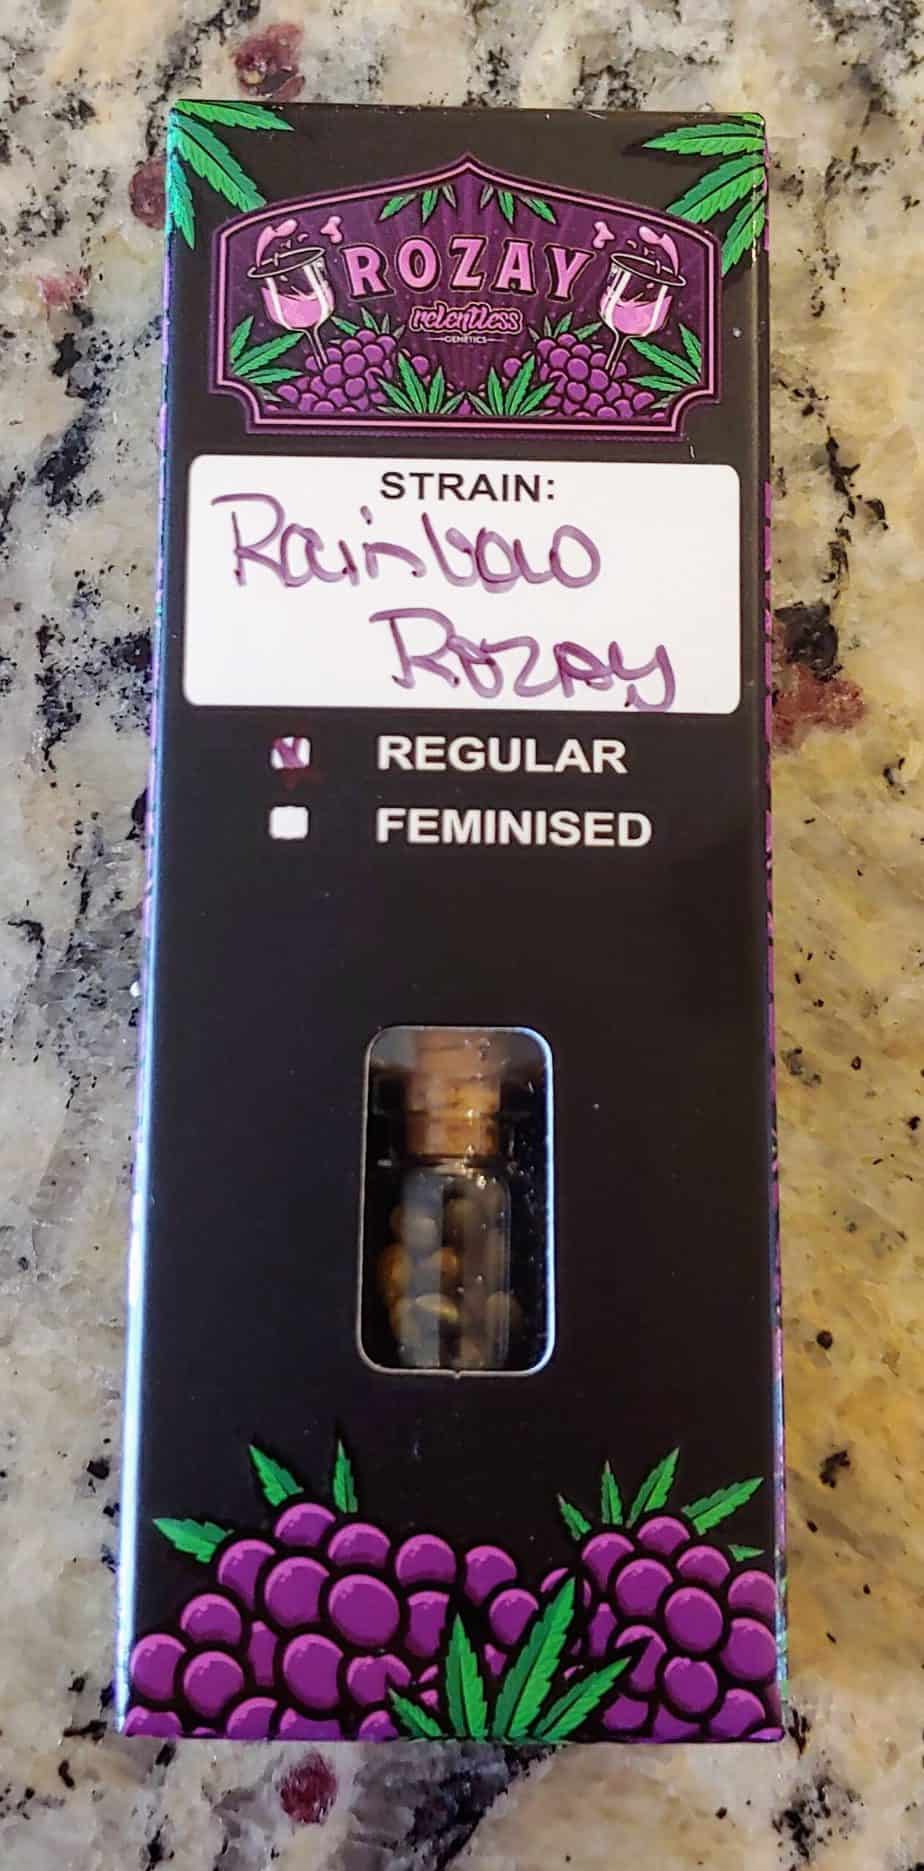 ROZAY
relentless
GENETICS
STRAIN:
Rainbow
Rozay
REGULAR
FEMINISED